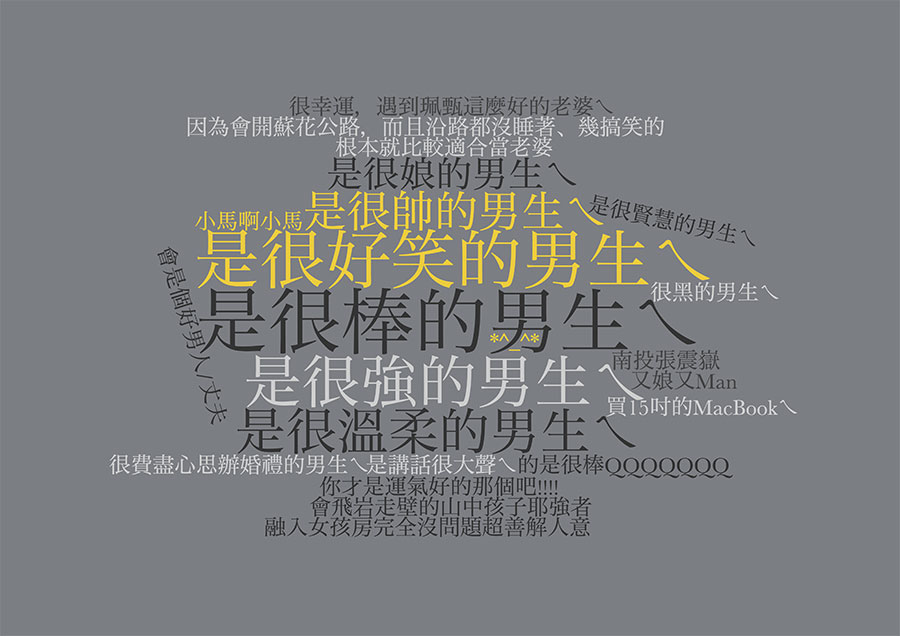 很幸運，遇到珮甄這麼好的老婆ㄟ
因為會開蘇花公路，而且沿路都沒睡著、幾搞笑的
根本就比較適合當老婆
是很娘的男生ㄟ
小馬啊小馬 是很帥的男生ㄟ
是很賢慧的男生ㄟ
是很好笑的男生ㄟ
會是個好男人/丈夫
很黑的男生ㄟ
是很棒的男生ㄟ
*^_^*
南投張震嶽
又娘又Man
是很強的男生ㄟ
買15吋的MacBookㄟ
是很溫柔的男生ㄟ
很費盡心思辦婚禮的男生ㄟ是講話很大聲ㄟ的是很棒QQQQQQQ
你才是運氣好的那個吧!!!!
會飛岩走壁的山中孩子耶強者
融入女孩房完全沒問題超善解人意